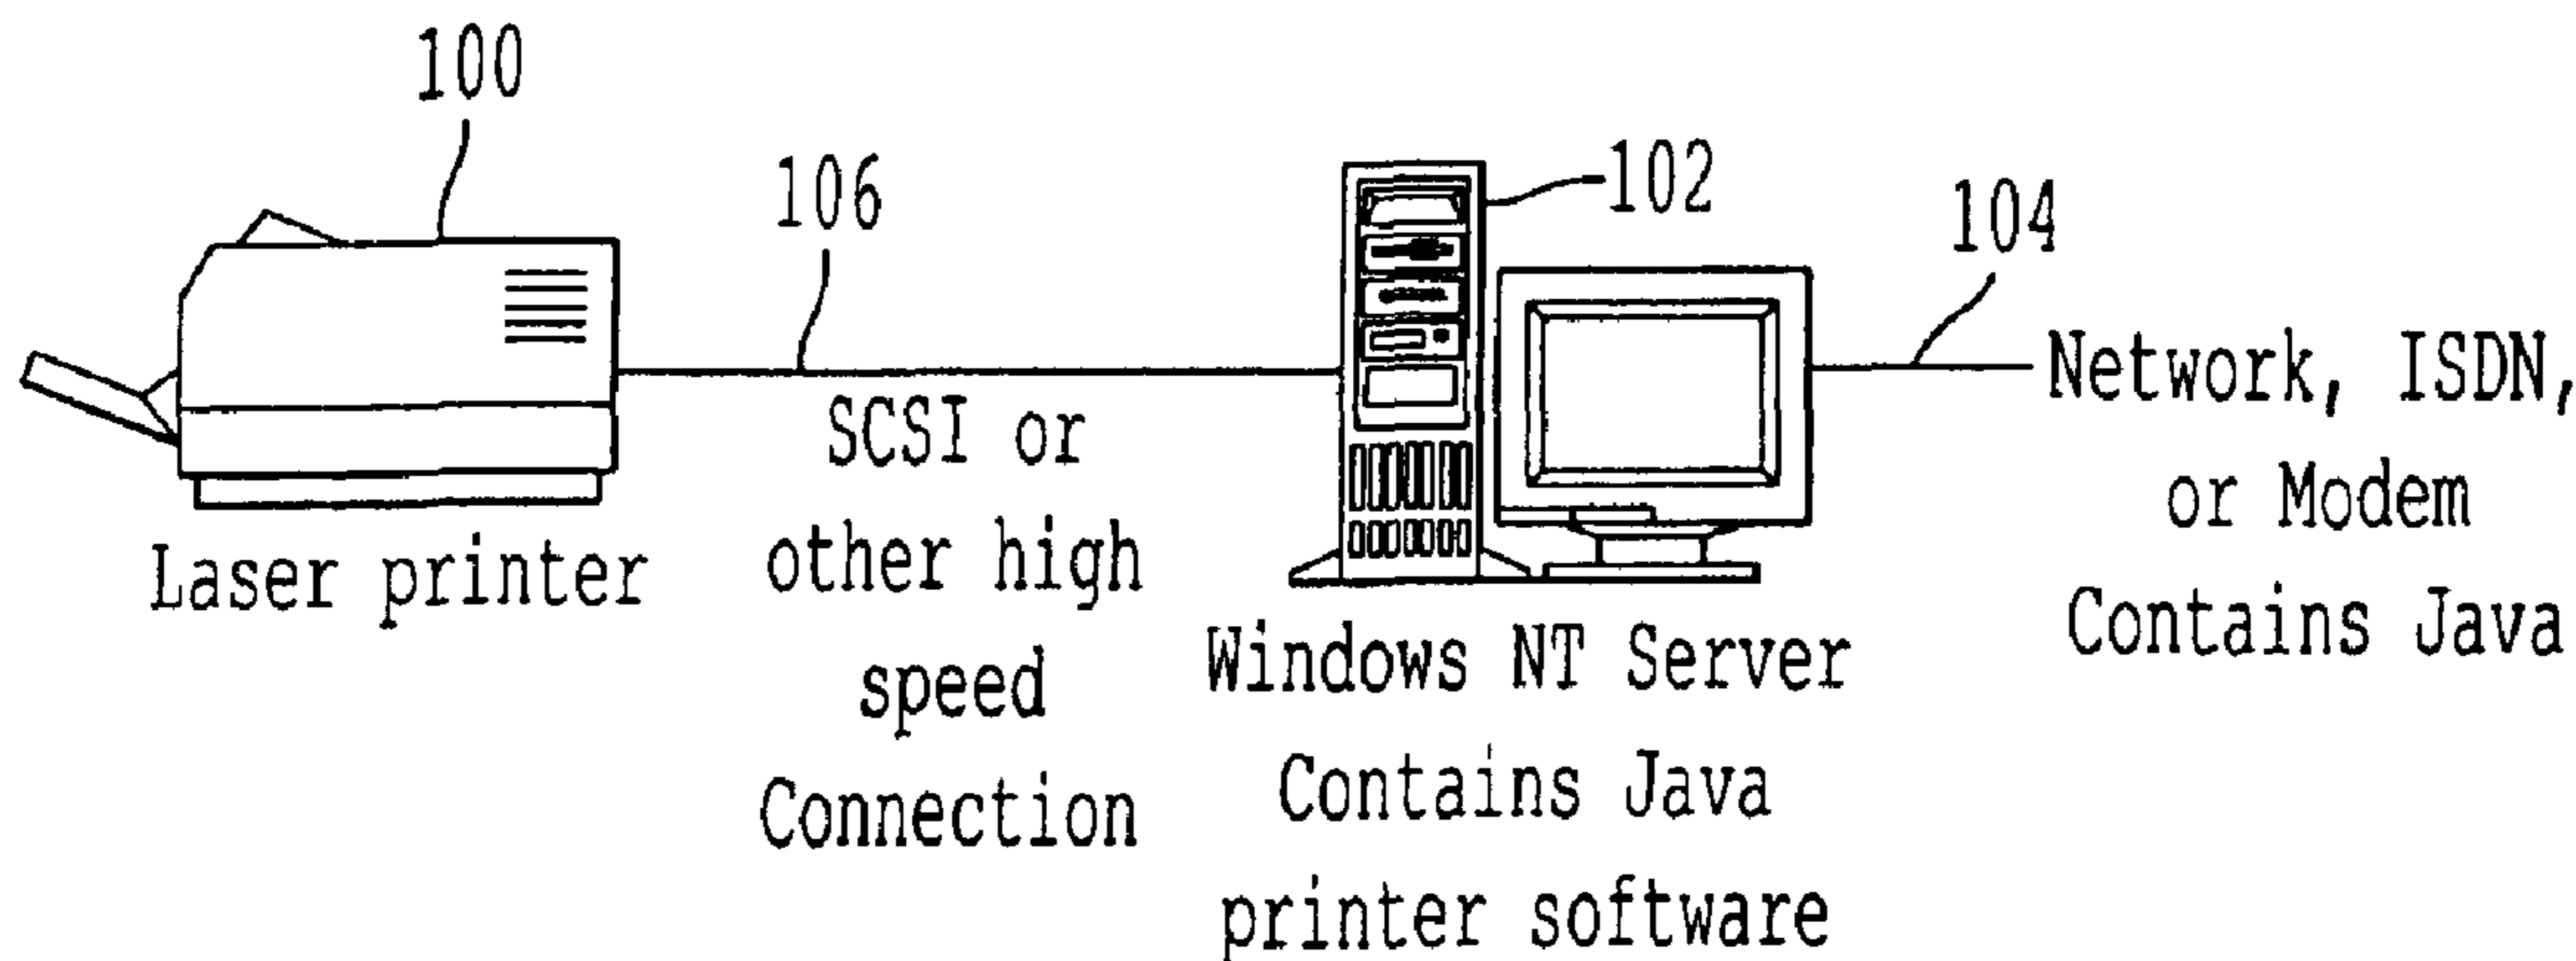 100
106
102
104
Laser printer
SCSI or
other high
speed
Connection
Windows NT Server
Contains Java
printer software
Network, ISDN,
or Modem
Contains Java